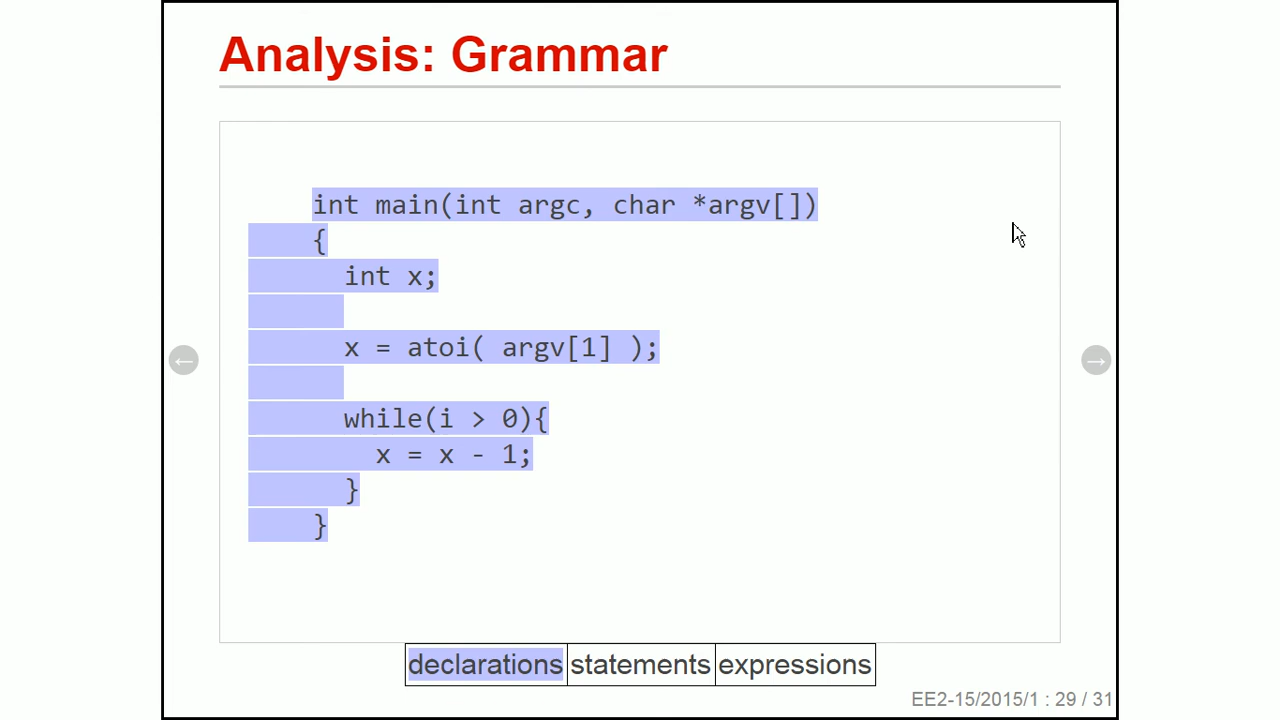 Analysis: Grammar
int main(int argc, char *argv[])
{
int x;
x = atoi( argv[1] );
while(i > 0){
x = x - 1;
}
}
← →
declarations statements expressions
EE2-15/2015/1 : 29 / 31